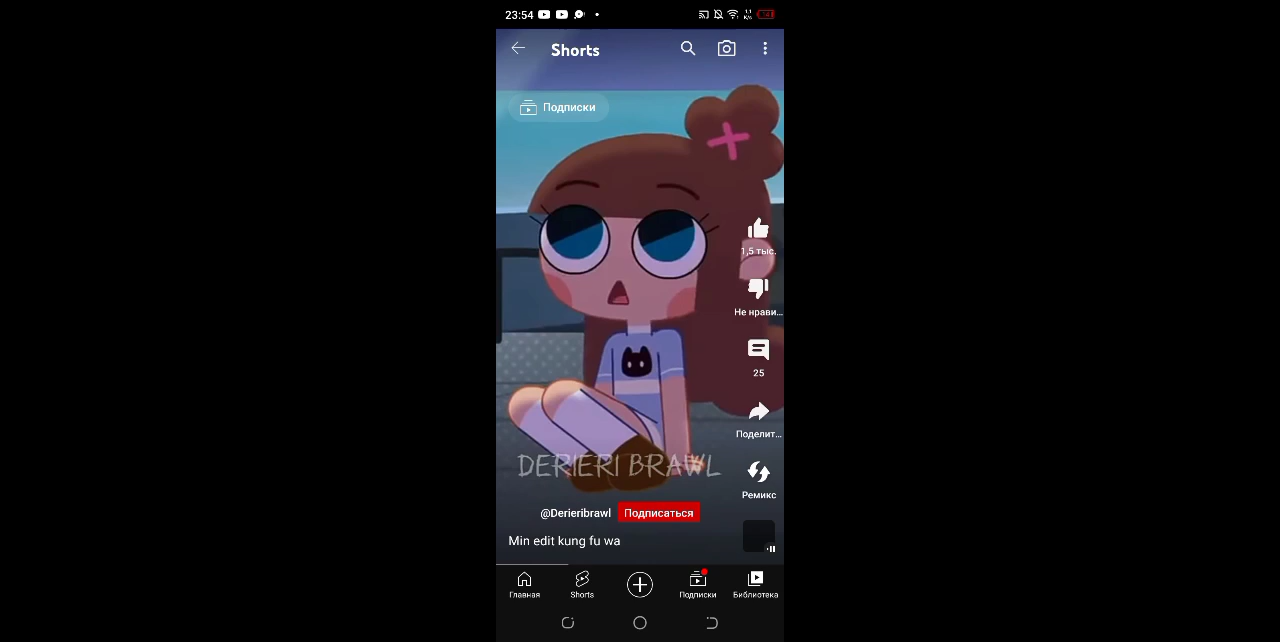 23:54
Shorts
Подписки
1,5 тыс.
Не нрави...
25
Поделит...
Ремикс
DERIERI BRAWL
@Derieribrawl Подписаться
Min edit kung fu wa
Главная Shorts Подписки Библиотека